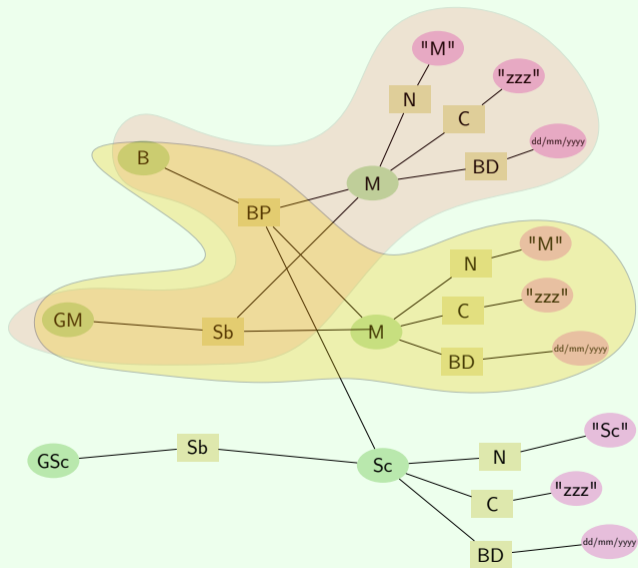 "M"
N
"zzz"
C
dd/mm/yyyy
BD
B
M
BP
"M"
N
"zzz"
C
GM
Sb
M
dd/mm/yyyy
BD
"Sc"
Sb
N
GSc
Sc
"zzz"
C
dd/mm/yyyy
BD